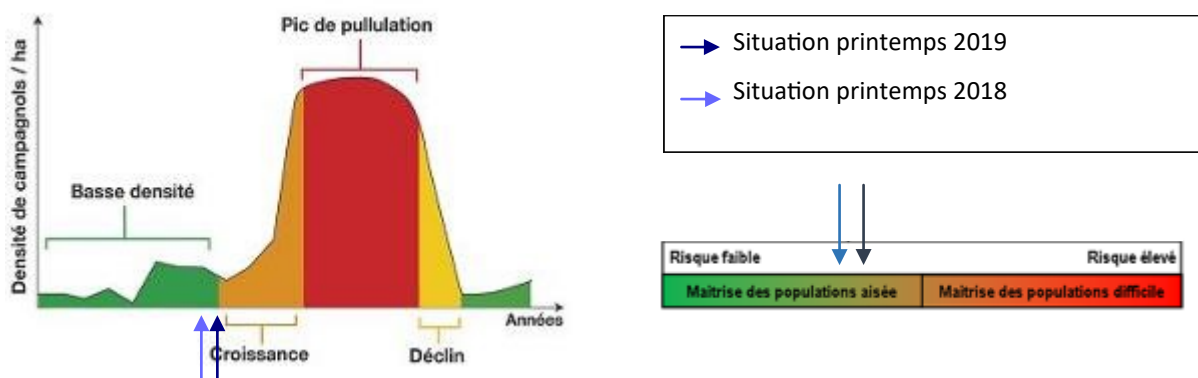 Pic de pullulation
Densité de campagnols / ha
Basse densité
Années
Croissance
Déclin
Situation printemps 2019
Situation printemps 2018
Risque faible
Risque élevé
Maitrise des populations aisée
Maitrise des populations difficile